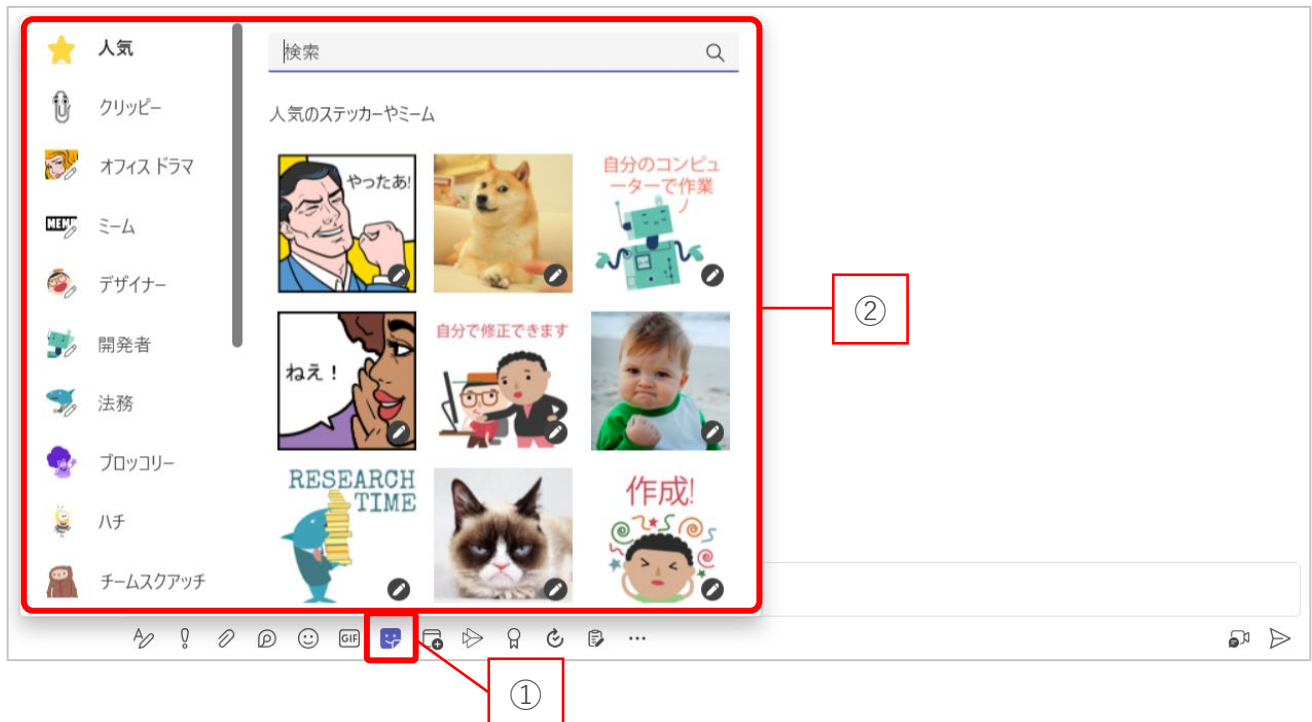 人気
クリッピー
オフィス ドラマ
MEME
ミーム
デザイナー
開発者
法務
ブロッコリー
ハチ
チームスクアッチ
検索
人気のステッカーやミーム
やったあ!
自分のコンピュ
ーターで作業
ノ
ねえ！
自分で修正できます
RESEARCH
TIME
作成!
GIF
①
②